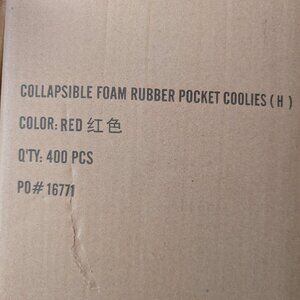 COLLAPSIBLE FOAM RUBBER POCKET COOLIES ( H )
COLOR: RED 红色
Q'TY: 400 PCS
PO# 16771